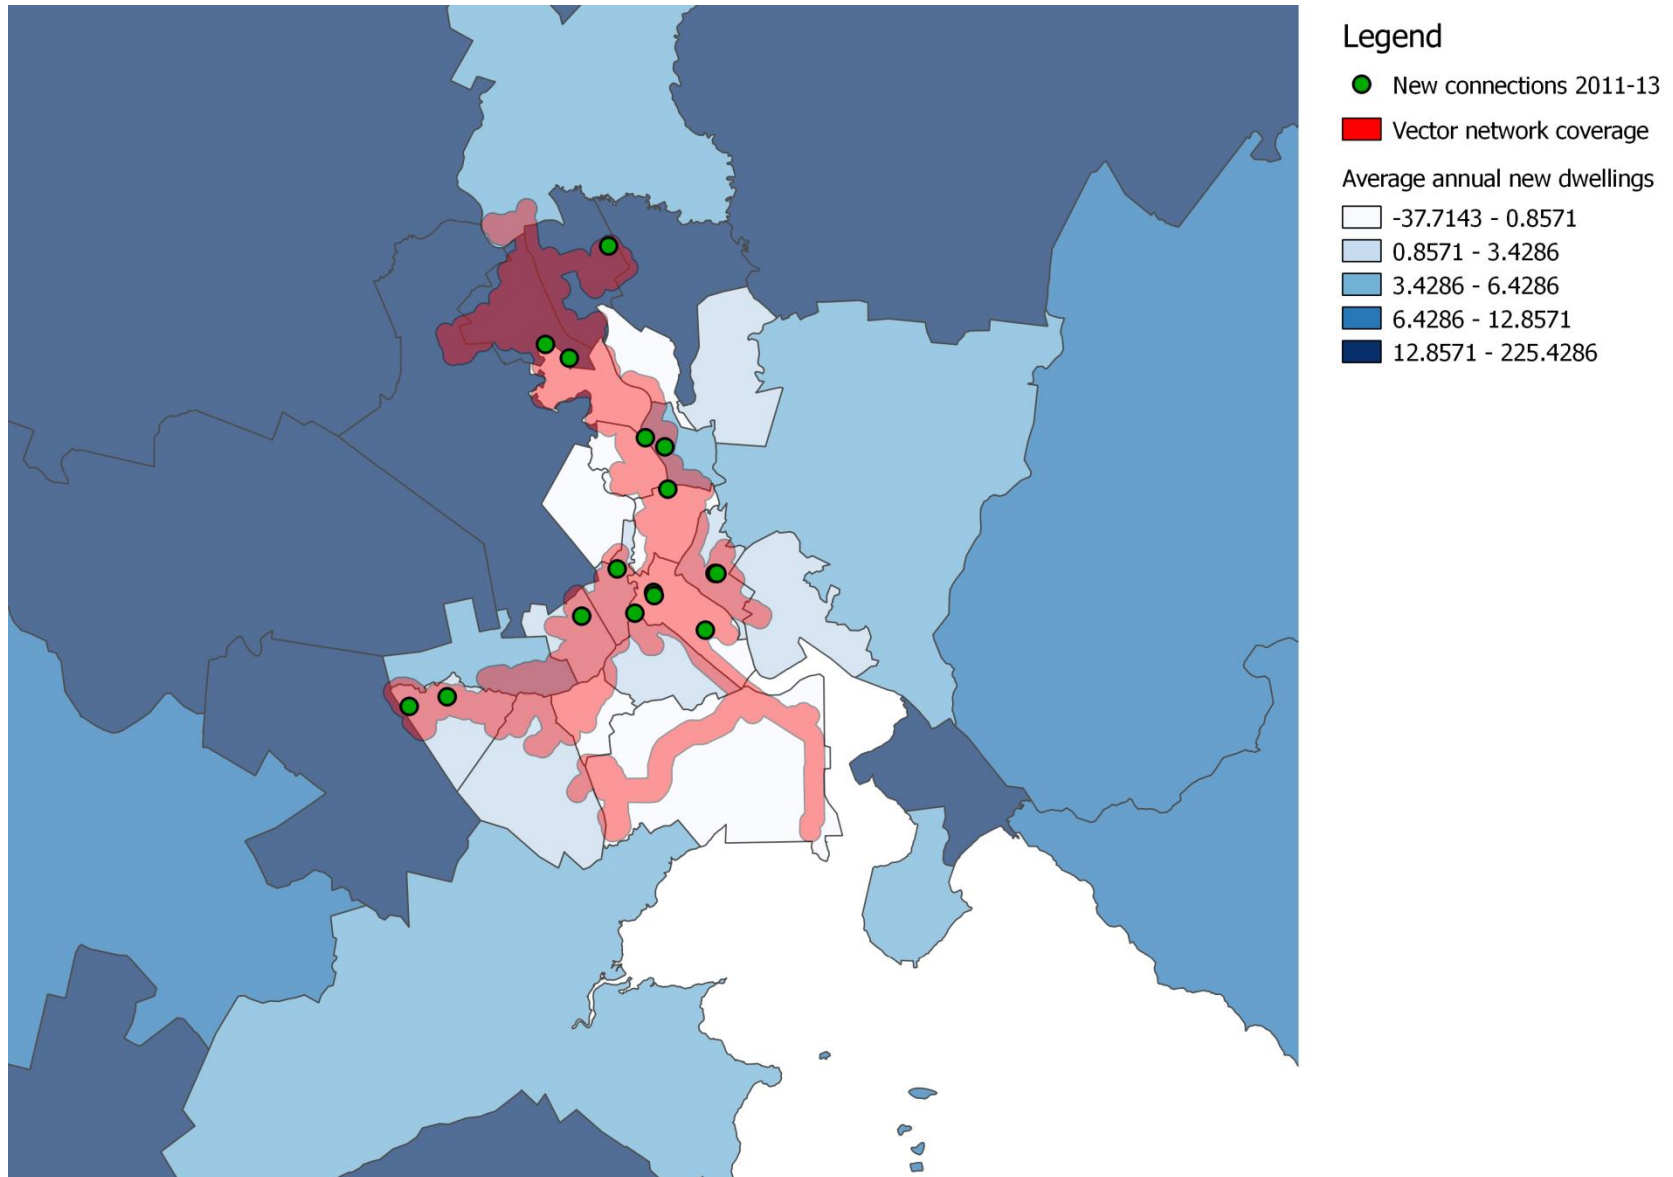 Legend
New connections 2011-13
Vector network coverage
Average annual new dwellings
-37.7143 - 0.8571
0.8571 - 3.4286
3.4286 - 6.4286
6.4286 - 12.8571
12.8571 - 225.4286